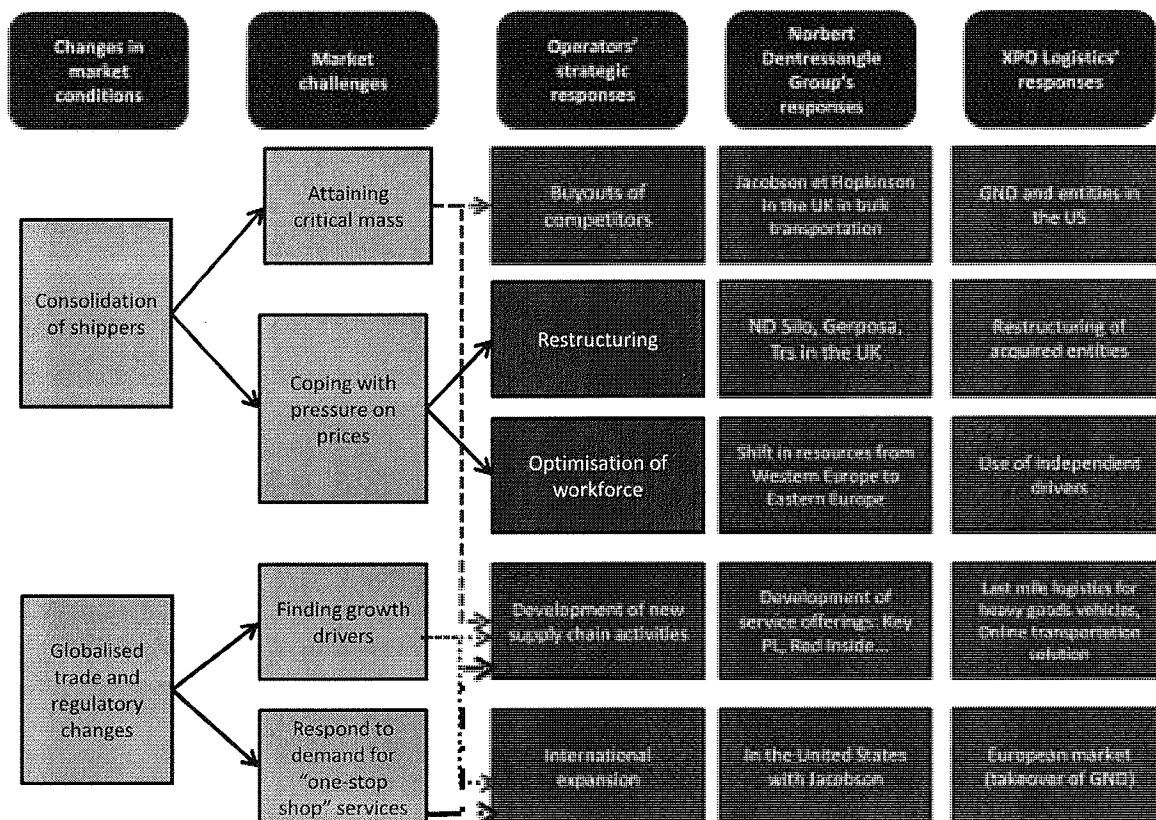 Changes in
market
conditions
Market
challenges
Operators'
strategic
responses
Norbert
Dentressangle
Group's
responses
XPO Logistics'
responses
Consolidation
of shippers
Attaining
critical mass
Buyouts of
competitors
Jacobson et Hopkinson
in the UK in bulk
transportation
GND and entities in
the US
Coping with
pressure on
prices
Restructuring
ND Silo, Gerposa,
Trs in the UK
Restructuring of
acquired entities
Optimisation of
workforce
Shift in resources from
Western Europe to
Eastern Europe
Use of independent
drivers
Globalised
trade and
regulatory
changes
Finding growth
drivers
Development of new
supply chain activities
Development of
service offerings: Key
PL, Red Inside...
Last mile logistics for
heavy goods vehicles,
Online transportation
solution
Respond to
demand for
“one-stop
shop” services
International
expansion
In the United States
with Jacobson
European market
(takeover of GND)